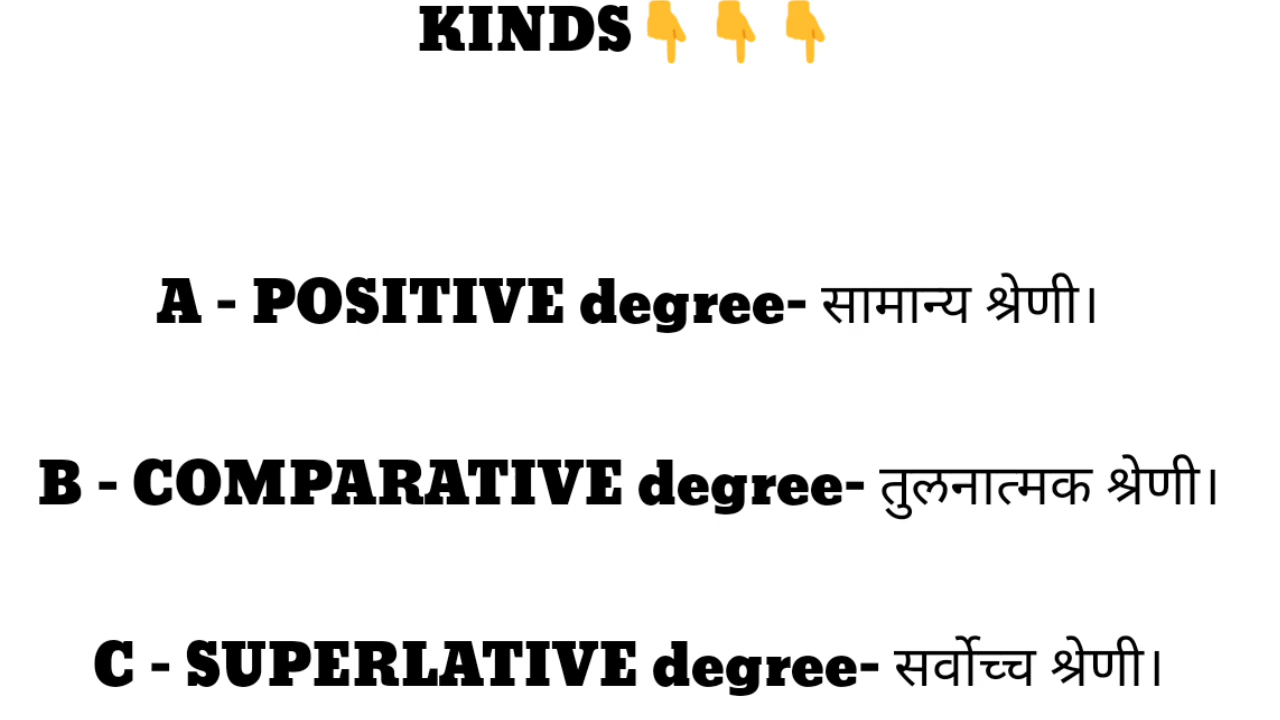 KINDS👇👇👇
A - POSITIVE degree- सामान्य श्रेणी।
B - COMPARATIVE degree- तुलनात्मक श्रेणी।
C - SUPERLATIVE degree- सर्वोच्च श्रेणी।